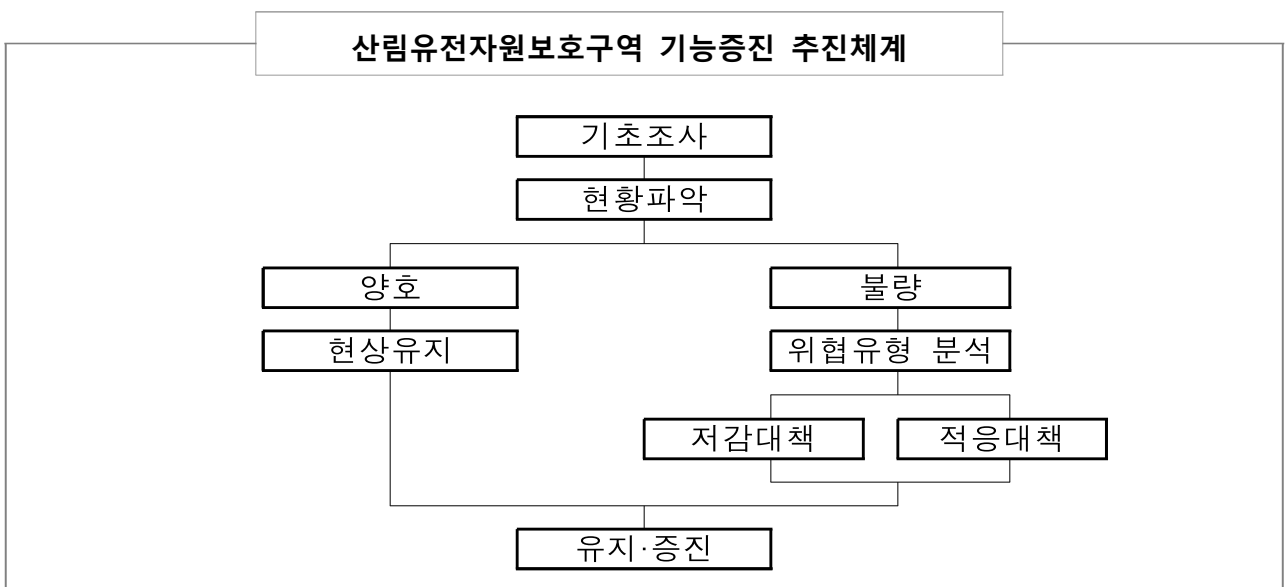 산림유전자원보호구역 기능증진 추진체계
기초조사
현황파악
양호
불량
현상유지
위협유형 분석
저감대책
적응대책
유지·증진